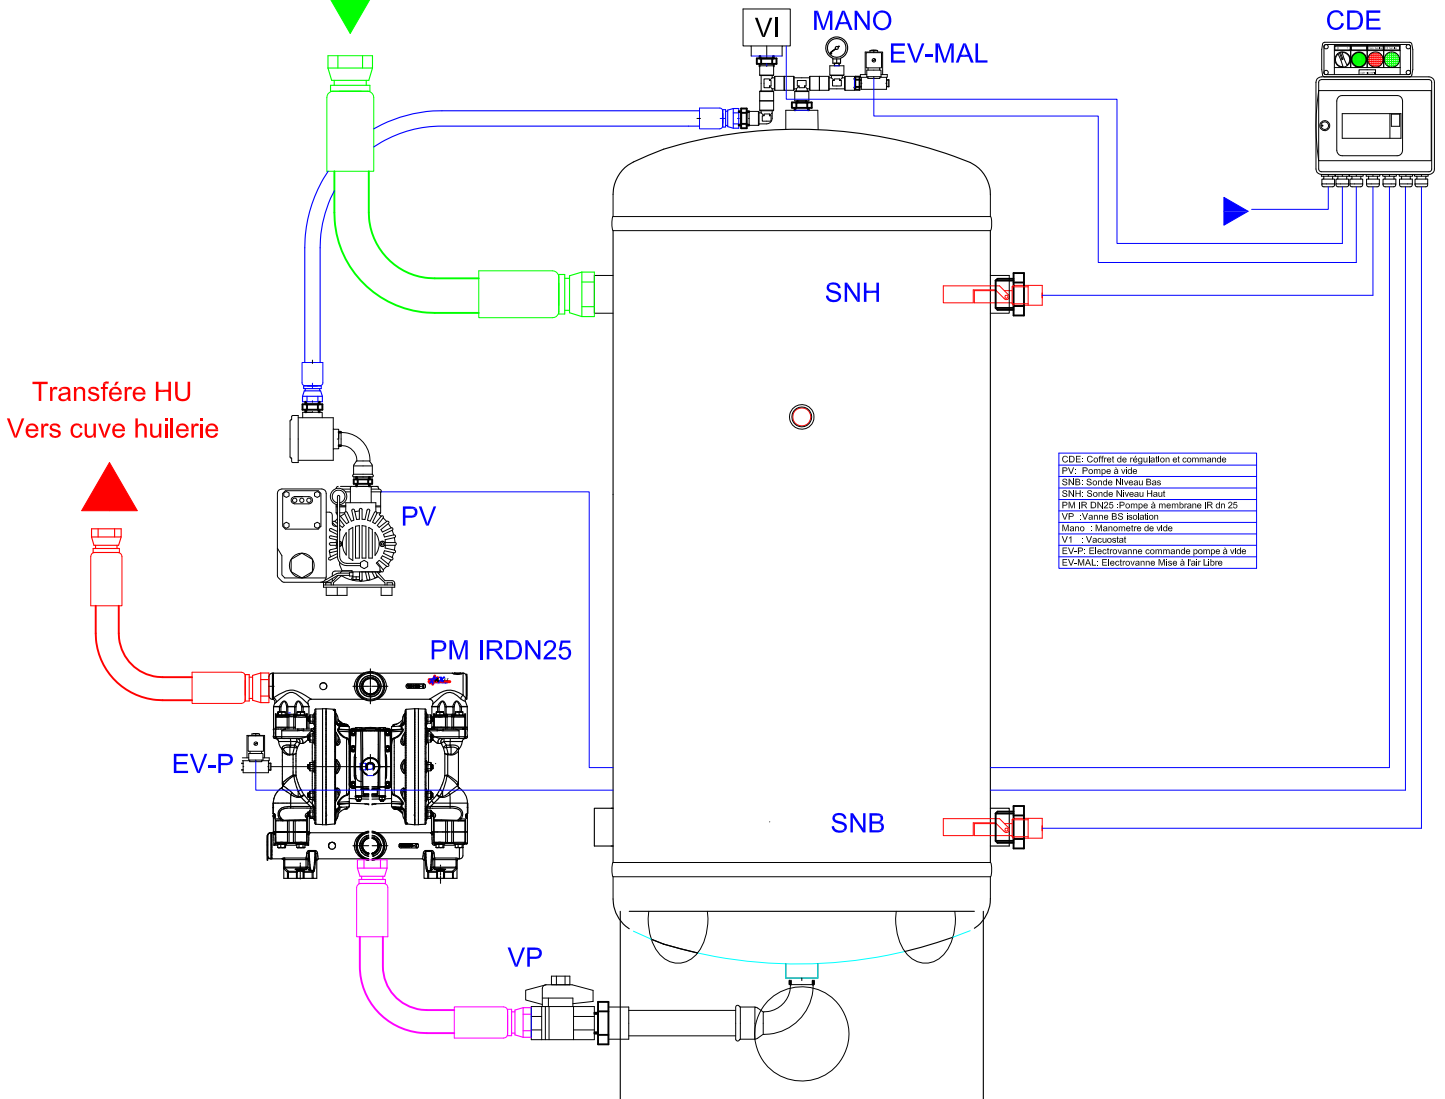 VI
MANO
EV-MAL
CDE
SNH
Transfére HU
Vers cuve huilerie
PV
CDE: Coffret de régulation et commande
PV: Pompe à vide
SNB: Sonde Niveau Bas
SNH: Sonde Niveau Haut
PM IR DN25 :Pompe à membrane IR dn 25
VP :Vanne BS isolation
Mano : Manometre de vide
V1 : Vacuostat
EV-P: Electrovanne commande pompe à vide
EV-MAL: Electrovanne Mise à l'air Libre
PM IRDN25
EV-P
SNB
VP